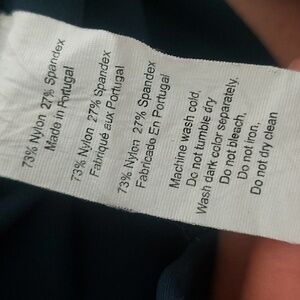 73% Nylon 27% Spandex
Made in Portugal
73% Nylon 27% Spandex
Fabriqué aux Portugal
73% Nylon 27% Spandex
Fabricado En Portugal
Machine wash cold,
Do not tumble dry
Wash dark color separately.
Do not bleach,
Do not iron,
Do not dry clean